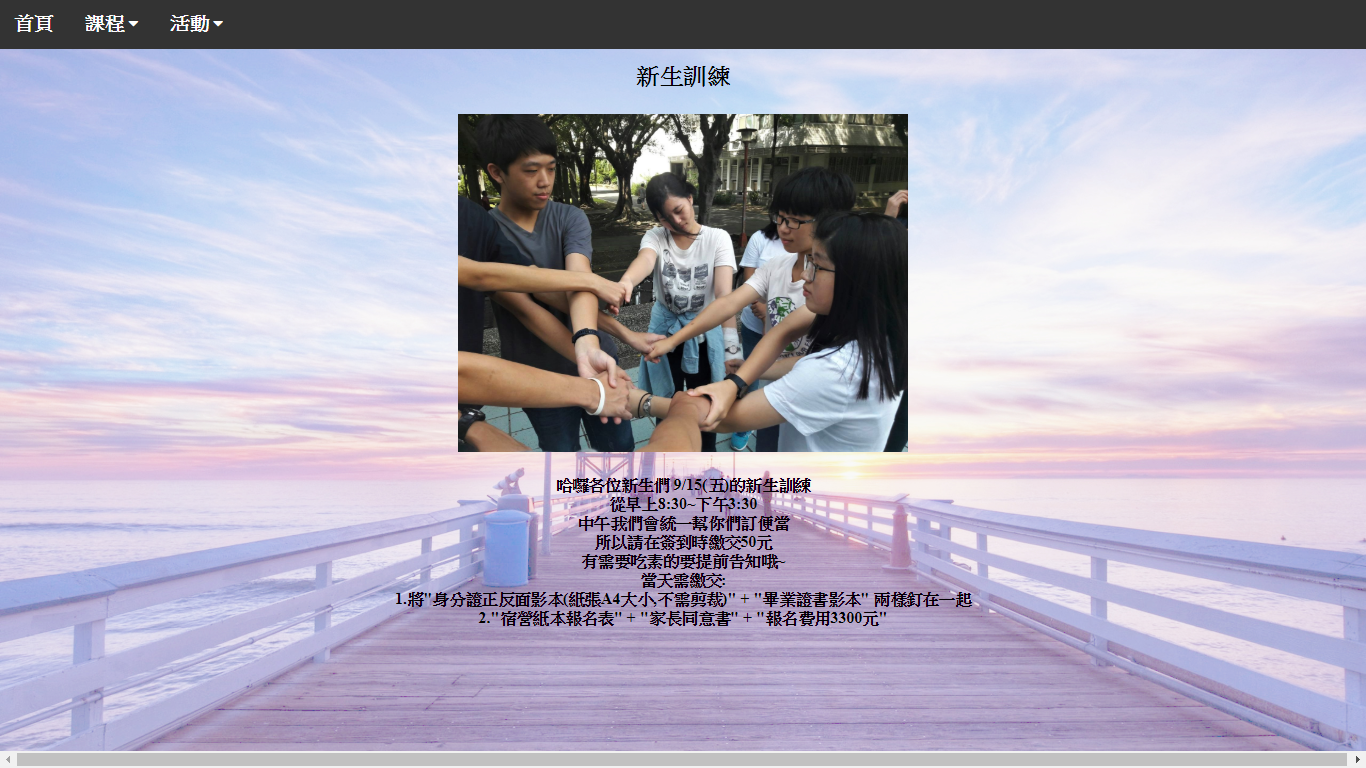 首頁 課程 活動
新生訓練
哈囉各位新生們 9/15(五)的新生訓練
從早上8:30~下午3:30
中午我們會統一幫你們訂便當
所以請在簽到時繳交50元
有需要吃素的要提前告知哦~
當天需繳交:
1.將"身分證正反面影本(紙張A4大小,不需剪裁)" + "畢業證書影本" 兩樣釘在一起
2."宿營紙本報名表" + "家長同意書" + "報名費用3300元"